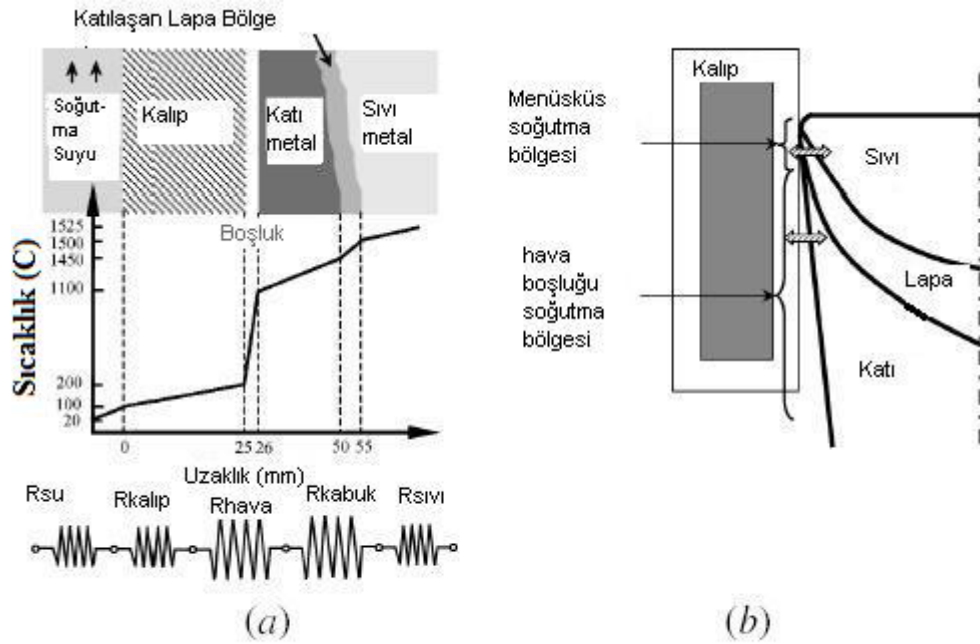 Katılaşan Lapa Bölge
Soğut-
ma
Suyu
Kalıp
Katı
metal
Sıvı
metal
Boşluk
Sıcaklık (C)
1525
1500
1450
1100
200
100
20
0
25
26
50
55
Uzaklık (mm)
Rsu
Rkalıp
Rhava
Rkabuk
Rsıvı
(a)
Kalıp
Menüsküs
soğutma
bölgesi
hava
boşluğu
soğutma
bölgesi
Sıvı
Lapa
Katı
(b)